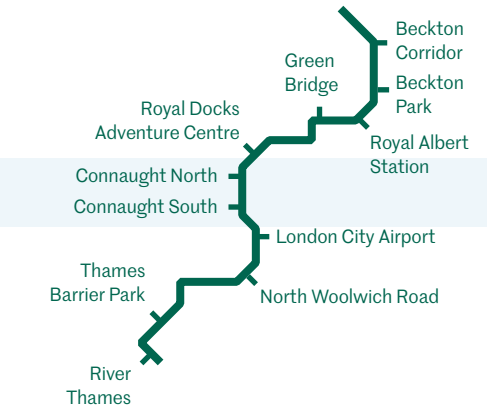 Beckton
Corridor
Green
Bridge
Beckton
Park
Royal Docks
Adventure Centre
Royal Albert
Station
Connaught North
Connaught South
London City Airport
Thames
Barrier Park
North Woolwich Road
River
Thames